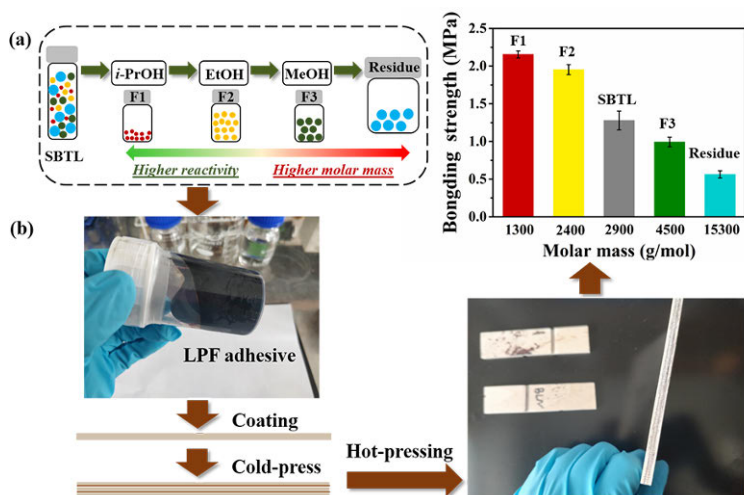 (a)
i-PrOH
EtOH
MeOH
Residue
F1
F2
F3
SBTL
Higher reactivity
Higher molar mass
(b)
LPF adhesive
Coating
Cold-press
Hot-pressing
BLN
Bongding strength (MPa)
2.5
2.0
1.5
1.0
0.5
0.0
F1
F2
SBTL
F3
Residue
1300
2400
2900
4500
15300
Molar mass (g/mol)